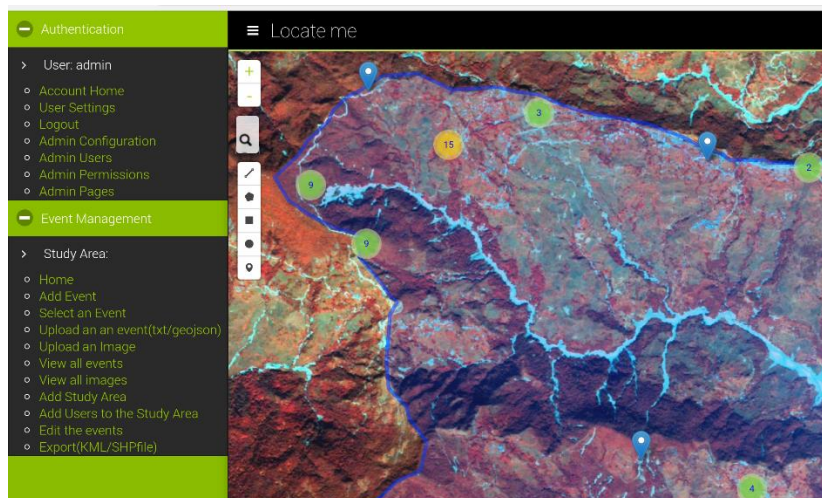 Authentication
User: admin
Account Home
User Settings
Logout
Admin Configuration
Admin Users
Admin Permissions
Admin Pages
Event Management
Study Area:
Home
Add Event
Select an Event
Upload an an event(txt/geojson)
Upload an Image
View all events
View all images
Add Study Area
Add Users to the Study Area
Edit the events
Export(KML/SHPfile)
Locate me
+
-
3
15
2
9
9
4